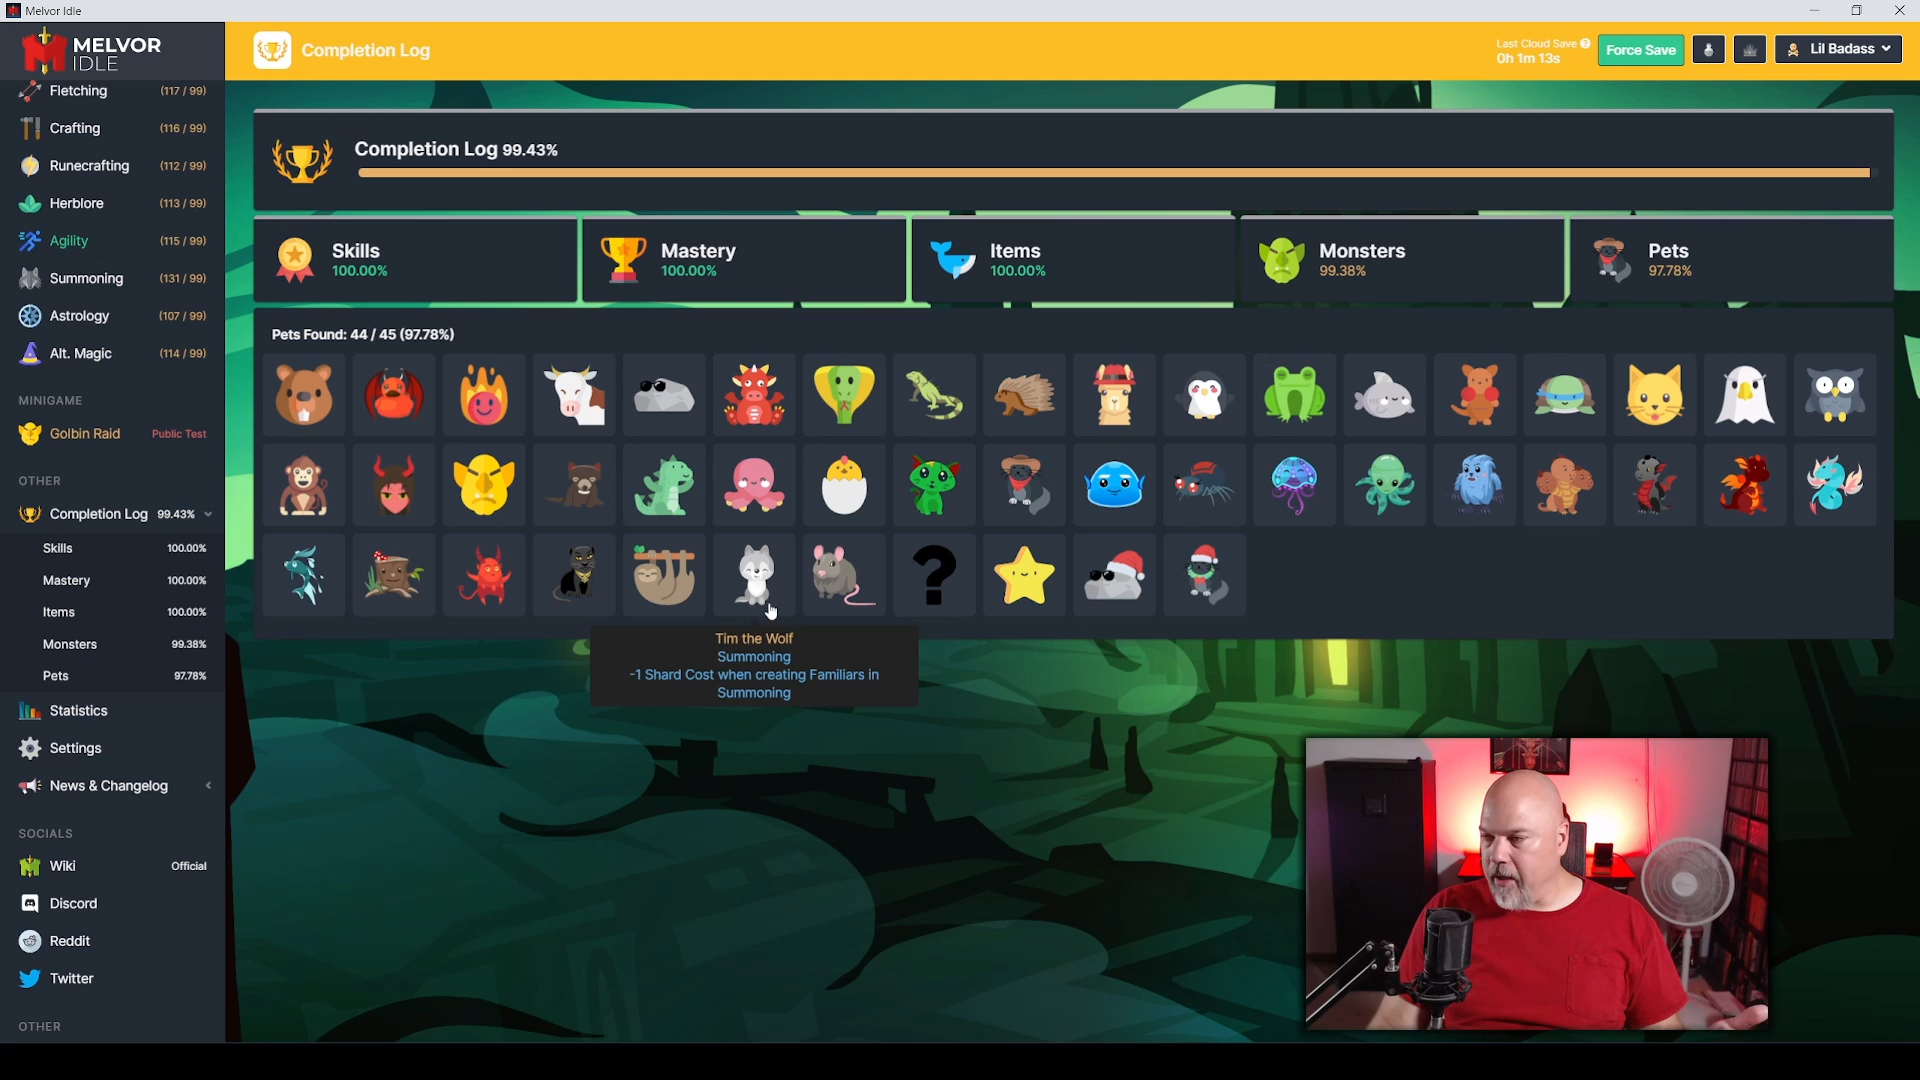 Melvor Idle
MELVOR
IDLE
Completion Log
Last Cloud Save
0h 1m 13s
Force Save
Lil Badass
Fletching (117 / 99)
Crafting (116 / 99)
Runecrafting (112 / 99)
Herblore (113 / 99)
Agility (115 / 99)
Summoning (131 / 99)
Astrology (107 / 99)
Alt. Magic (114 / 99)
MINIGAME
Golbin Raid Public Test
OTHER
Completion Log 99.43%
Skills 100.00%
Mastery 100.00%
Items 100.00%
Monsters 99.38%
Pets 97.78%
Statistics
Settings
News & Changelog
SOCIALS
Wiki Official
Discord
Reddit
Twitter
OTHER
Completion Log 99.43%
Skills
100.00%
Mastery
100.00%
Items
100.00%
Monsters
99.38%
Pets
97.78%
Pets Found: 44 / 45 (97.78%)
?
Tim the Wolf
Summoning
-1 Shard Cost when creating Familiars in
Summoning